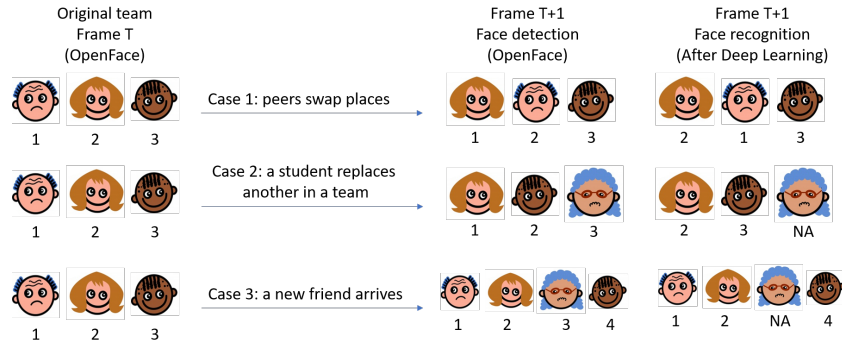 Original team
Frame T
(OpenFace)
Frame T+1
Face detection
(OpenFace)
Frame T+1
Face recognition
(After Deep Learning)
1 2 3
Case 1: peers swap places
1 2 3
2 1 3
1 2 3
Case 2: a student replaces
another in a team
1 2 3
2 3 NA
1 2 3
Case 3: a new friend arrives
1 2 3 4
1 2 NA 4